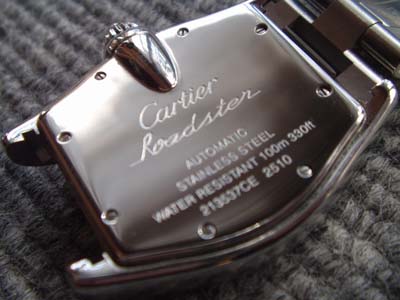 Cartier
Roadster
AUTOMATIC
STAINLESS STEEL
WATER RESISTANT 100m 330ft
213537CE 2510